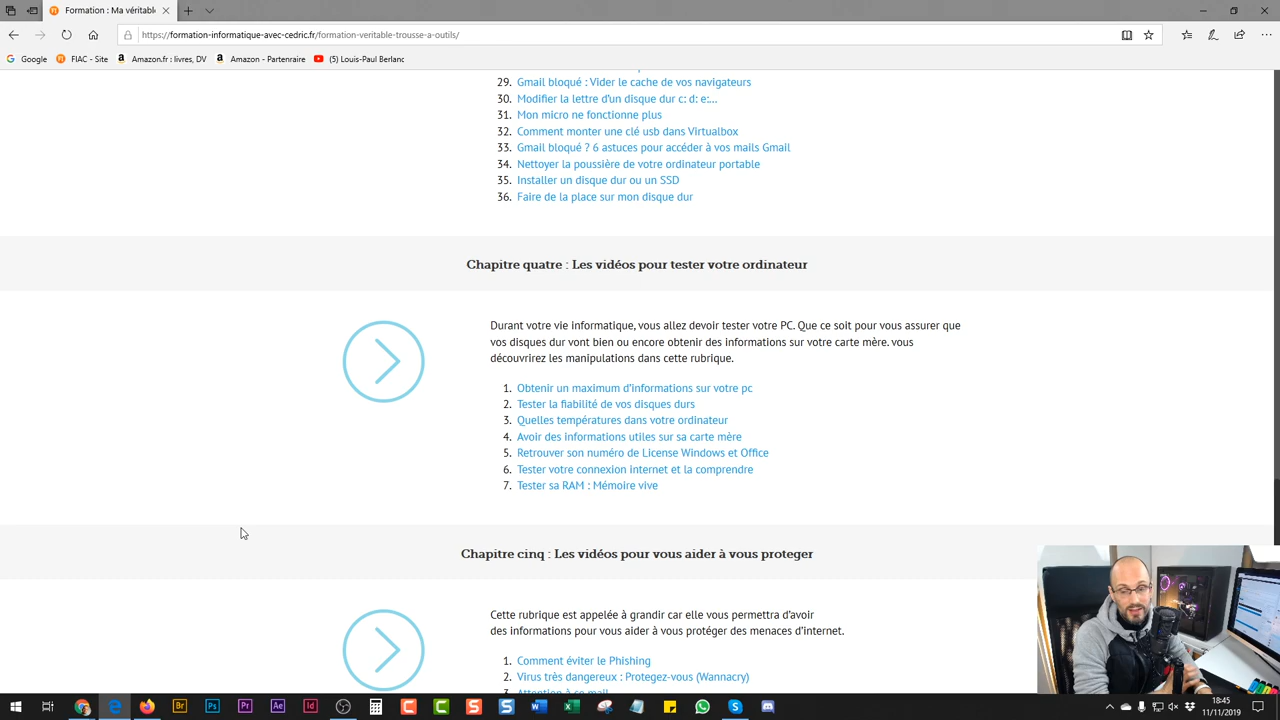 Formation : Ma véritabl
https://formation-informatique-avec-cedric.fr/formation-veritable-trousse-a-outils/
Google
FIAC - Site
Amazon.fr : livres, DV
Amazon - Partenraire
(5) Louis-Paul Berlanc
29. Gmail bloqué : Vider le cache de vos navigateurs
30. Modifier la lettre d'un disque dur c: d: e:...
31. Mon micro ne fonctionne plus
32. Comment monter une clé usb dans Virtualbox
33. Gmail bloqué ? 6 astuces pour accéder à vos mails Gmail
34. Nettoyer la poussière de votre ordinateur portable
35. Installer un disque dur ou un SSD
36. Faire de la place sur mon disque dur
Chapitre quatre : Les vidéos pour tester votre ordinateur
Durant votre vie informatique, vous allez devoir tester votre PC. Que ce soit pour vous assurer que
vos disques dur vont bien ou encore obtenir des informations sur votre carte mère. vous
découvrirez les manipulations dans cette rubrique.
1. Obtenir un maximum d'informations sur votre pc
2. Tester la fiabilité de vos disques durs
3. Quelles températures dans votre ordinateur
4. Avoir des informations utiles sur sa carte mère
5. Retrouver son numéro de License Windows et Office
6. Tester votre connexion internet et la comprendre
7. Tester sa RAM : Mémoire vive
Chapitre cinq : Les vidéos pour vous aider à vous proteger
Cette rubrique est appelée à grandir car elle vous permettra d'avoir
des informations pour vous aider à vous protéger des menaces d'internet.
1. Comment éviter le Phishing
2. Virus très dangereux : Protegez-vous (Wannacry)
3. Attention à ce mail
Br
Ps
Pr
Ae
Id
18:45
11/11/2019